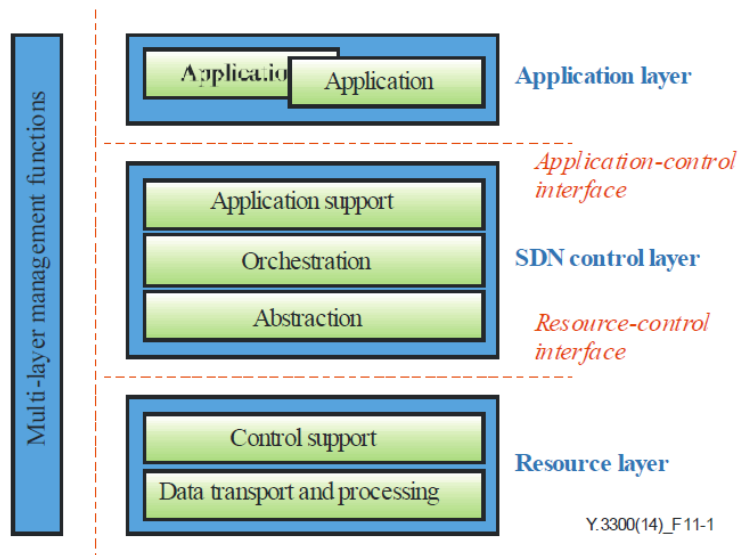 Multi-layer management functions
Application
Application
Application layer
Application-control
interface
Application support
Orchestration
Abstraction
SDN control layer
Resource-control
interface
Control support
Data transport and processing
Resource layer
Y.3300(14)_F11-1